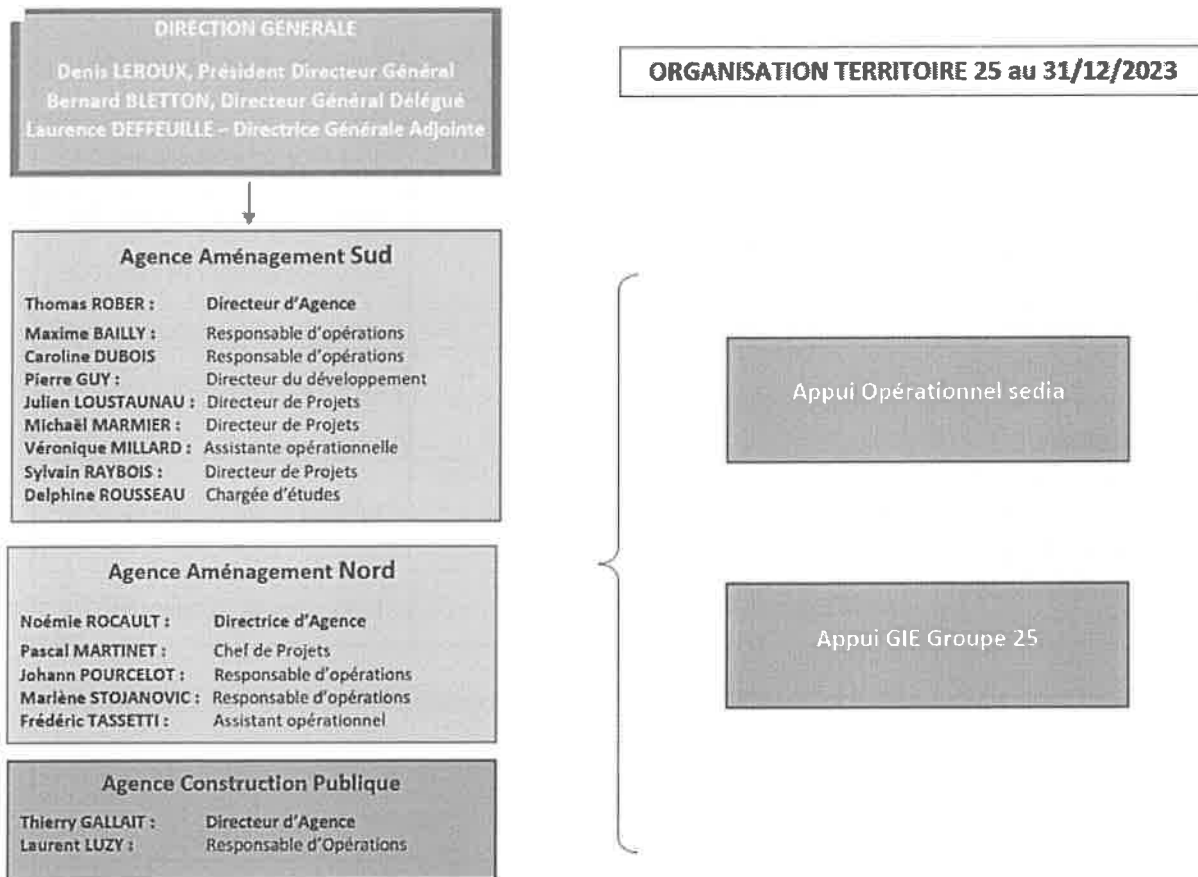 DIRECTION GENERALE
Denis LEROUX, Président Directeur Général
Bernard BLETTON, Directeur Général Délégué
Laurence DEFFEUILLE – Directrice Générale Adjointe
ORGANISATION TERRITOIRE 25 au 31/12/2023
Agence Aménagement Sud
Thomas ROBER : Directeur d'Agence
Maxime BAILLY : Responsable d'opérations
Caroline DUBOIS Responsable d'opérations
Pierre GUY : Directeur du développement
Julien LOUSTAUNAU : Directeur de Projets
Michaël MARMIER : Directeur de Projets
Véronique MILLARD : Assistante opérationnelle
Sylvain RAYBOIS : Directeur de Projets
Delphine ROUSSEAU Chargée d'études
Agence Aménagement Nord
Noémie ROCAULT : Directrice d'Agence
Pascal MARTINET : Chef de Projets
Johann POURCELOT : Responsable d'opérations
Marlène STOJANOVIC : Responsable d'opérations
Frédéric TASSETTI : Assistant opérationnel
Agence Construction Publique
Thierry GALLAIT : Directeur d'Agence
Laurent LUZY : Responsable d'Opérations
Appui Opérationnel sedia
Appui GIE Groupe 25